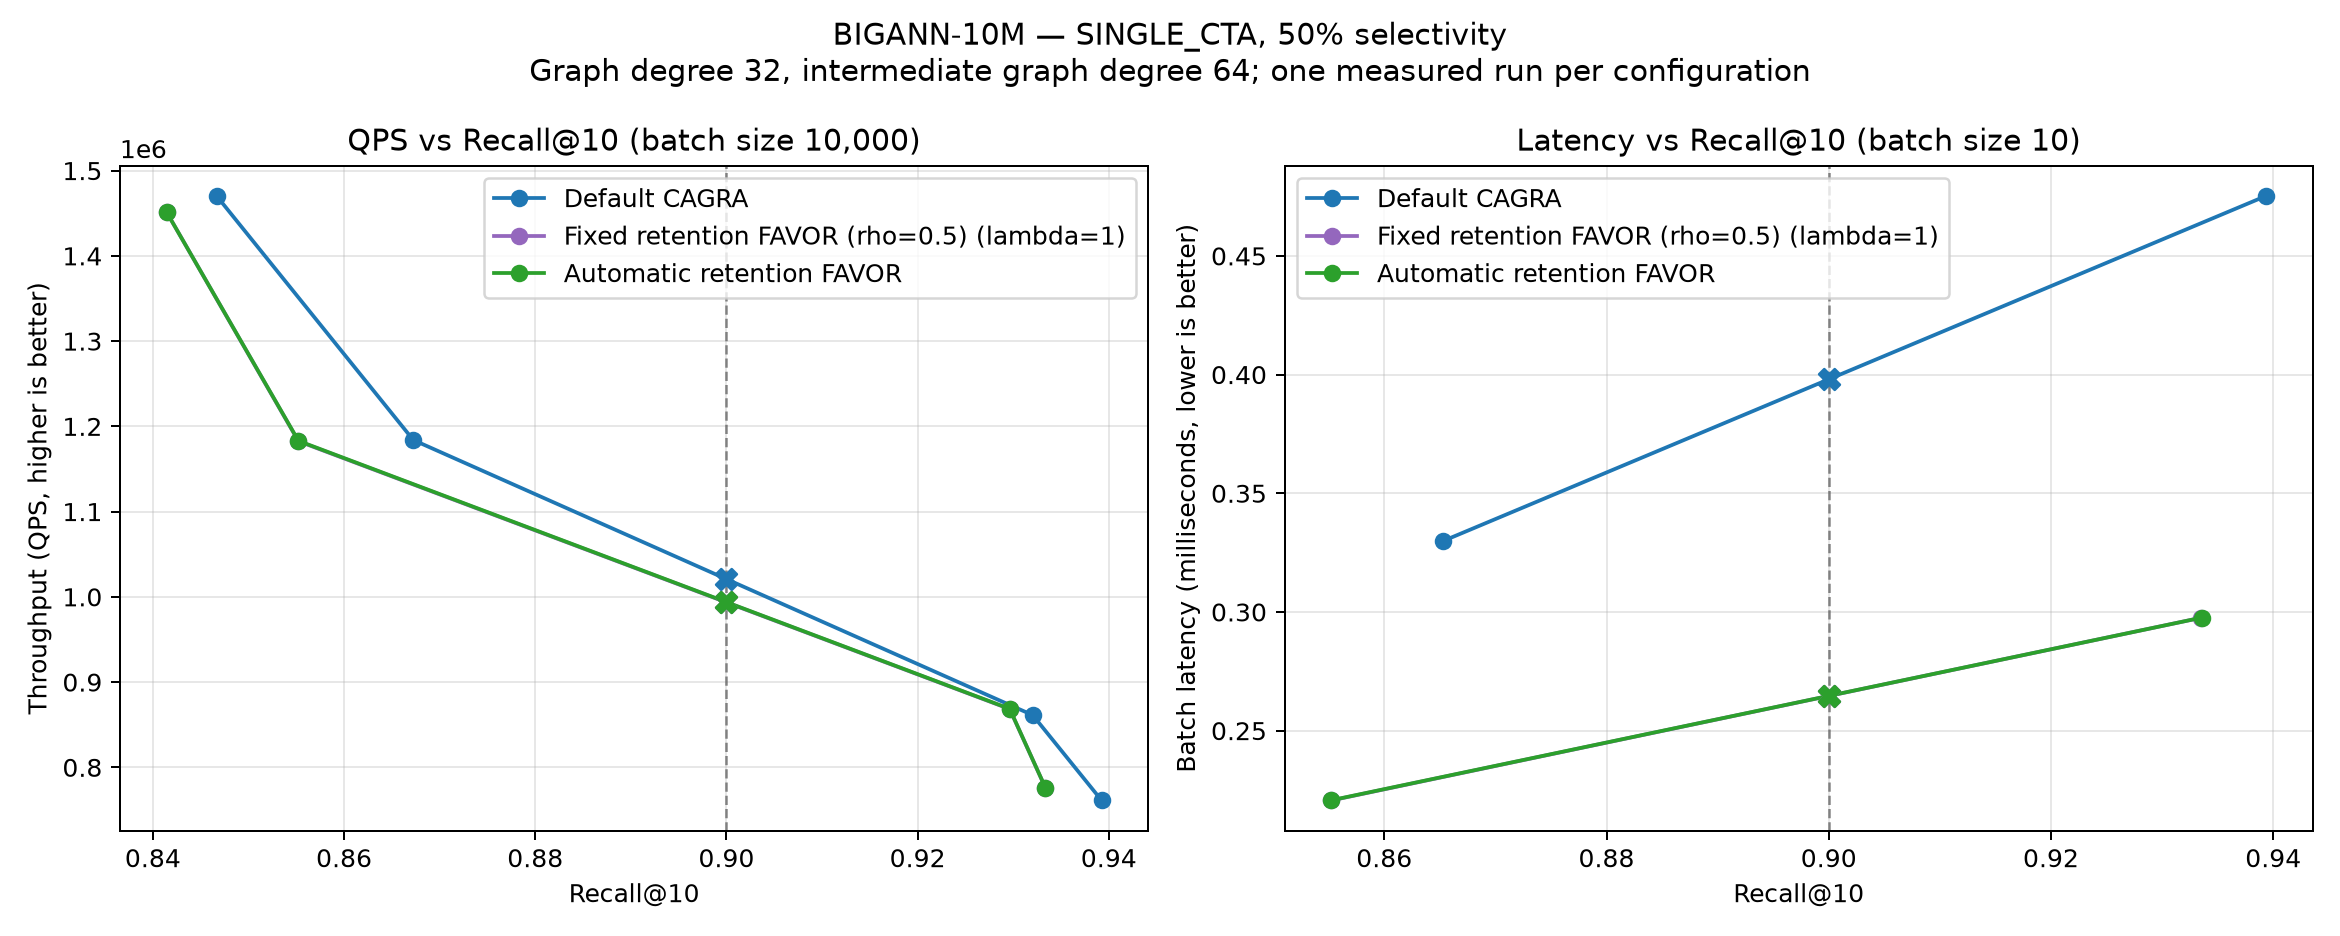 BIGANN-10M — SINGLE_CTA, 50% selectivity
Graph degree 32, intermediate graph degree 64; one measured run per configuration
QPS vs Recall@10 (batch size 10,000)
1e6
Throughput (QPS, higher is better)
1.5
1.4
1.3
1.2
1.1
1.0
0.9
0.8
Default CAGRA
Fixed retention FAVOR (rho=0.5) (lambda=1)
Automatic retention FAVOR
0.84
0.86
0.88
0.90
0.92
0.94
Recall@10
Latency vs Recall@10 (batch size 10)
Batch latency (milliseconds, lower is better)
0.45
0.40
0.35
0.30
0.25
Default CAGRA
Fixed retention FAVOR (rho=0.5) (lambda=1)
Automatic retention FAVOR
0.86
0.88
0.90
0.92
0.94
Recall@10